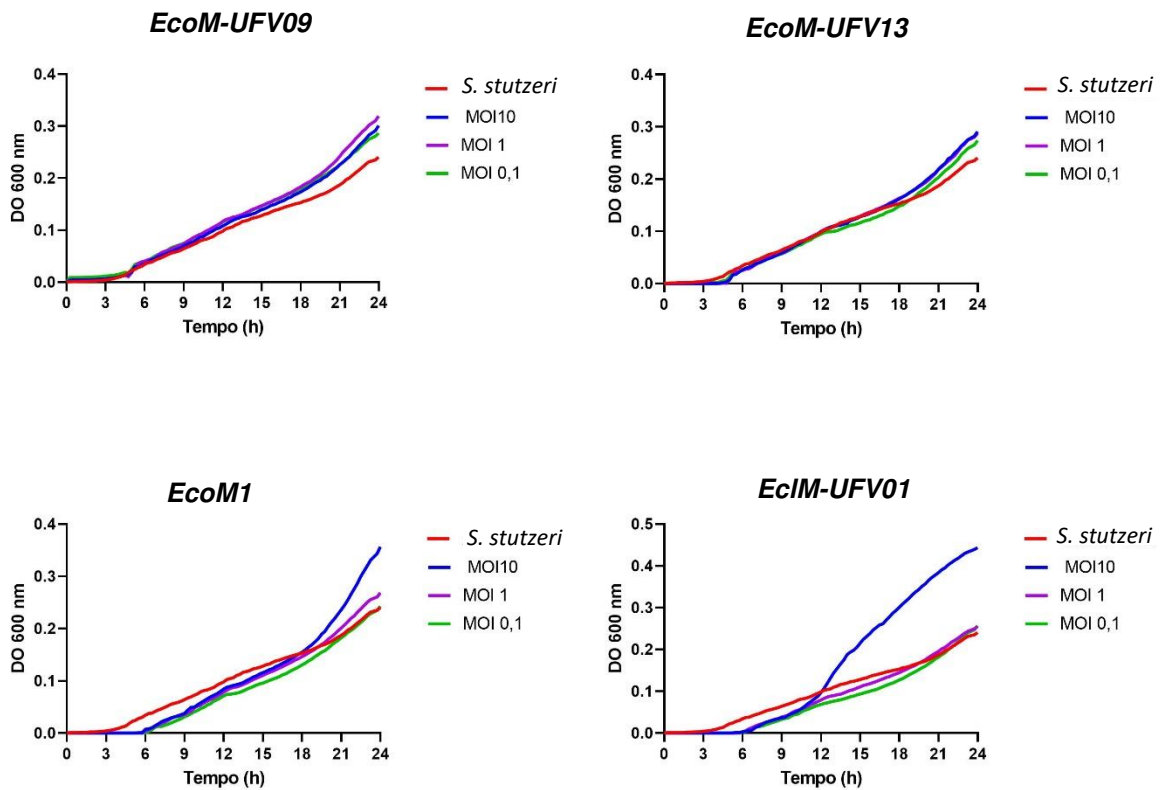 EcoM-UFV09
0.4
0.3
0.2
0.1
0.0
DO 600 nm
0 3 6 9 12 15 18 21 24
Tempo (h)
S. stutzeri
MOI10
MOI 1
MOI 0,1
EcoM-UFV13
0.4
0.3
0.2
0.1
0.0
DO 600 nm
0 3 6 9 12 15 18 21 24
Tempo (h)
S. stutzeri
MOI10
MOI 1
MOI 0,1
EcoM1
0.4
0.3
0.2
0.1
0.0
DO 600 nm
0 3 6 9 12 15 18 21 24
Tempo (h)
S. stutzeri
MOI10
MOI 1
MOI 0,1
EclM-UFV01
0.5
0.4
0.3
0.2
0.1
0.0
DO 600 nm
0 3 6 9 12 15 18 21 24
Tempo (h)
S. stutzeri
MOI10
MOI 1
MOI 0,1